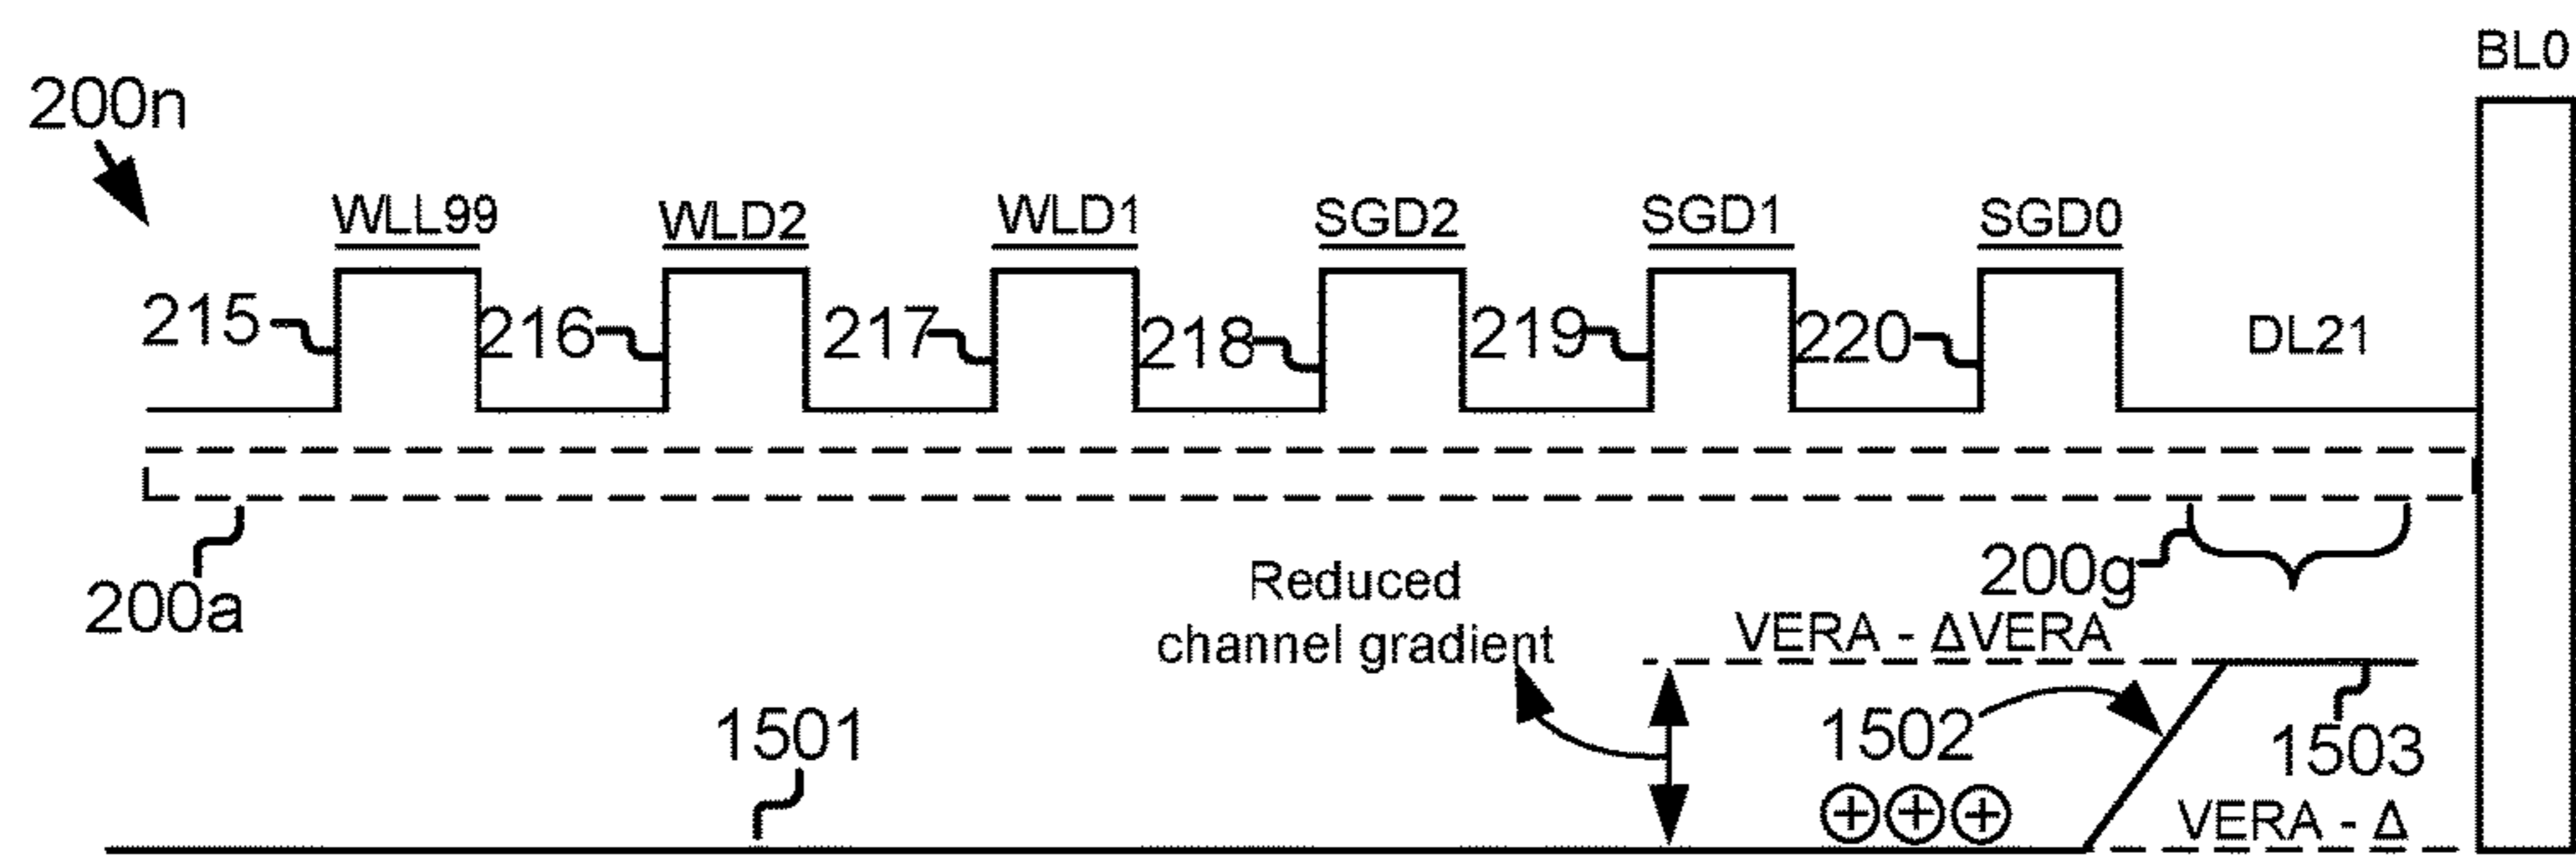 BL0
200n
WLL99 WLD2 WLD1 SGD2 SGD1 SGD0
215 216 217 218 219 220 DL21
200a
200g
Reduced
channel gradient
VERA - ΔVERA
1501
1502
1503
+ + +
VERA - Δ